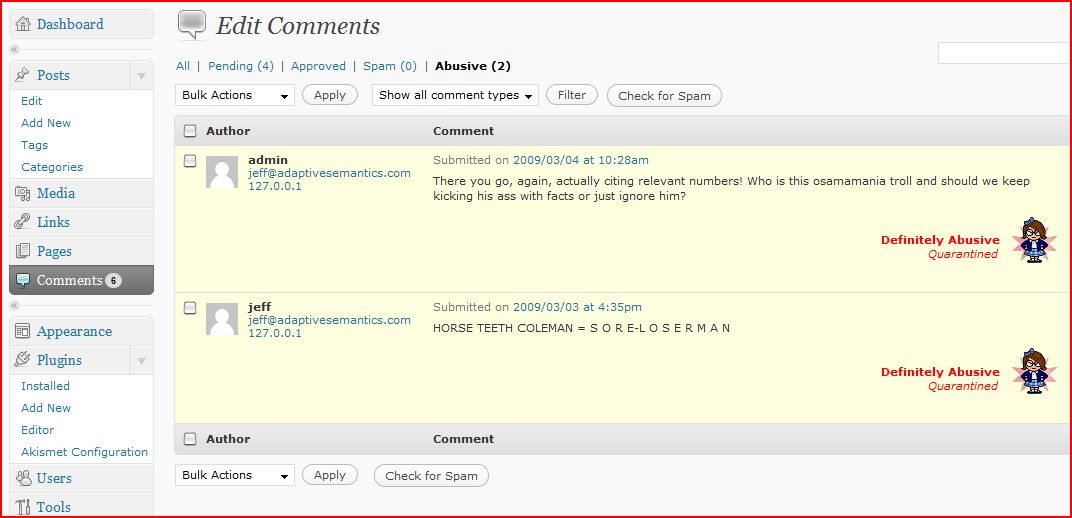 Dashboard
Posts
Edit
Add New
Tags
Categories
Media
Links
Pages
Comments 6
Appearance
Plugins
Installed
Add New
Editor
Akismet Configuration
Users
Tools
Edit Comments
All | Pending (4) | Approved | Spam (0) | Abusive (2)
Bulk Actions Apply Show all comment types Filter Check for Spam
Author Comment
admin
jeff@adaptivesemantics.com
127.0.0.1
Submitted on 2009/03/04 at 10:28am
There you go, again, actually citing relevant numbers! Who is this osamamania troll and should we keep
kicking his ass with facts or just ignore him?
Definitely Abusive
Quarantined
jeff
jeff@adaptivesemantics.com
127.0.0.1
Submitted on 2009/03/03 at 4:35pm
HORSE TEETH COLEMAN = S O R E-L O S E R M A N
Definitely Abusive
Quarantined
Author Comment
Bulk Actions Apply Check for Spam